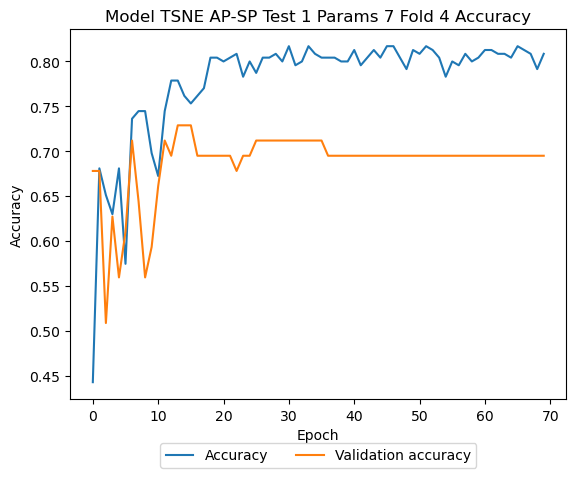 Model TSNE AP-SP Test 1 Params 7 Fold 4 Accuracy
0.80
0.75
0.70
0.65
0.60
0.55
0.50
0.45
Accuracy
0 10 20 30 40 50 60 70
Epoch
Accuracy Validation accuracy